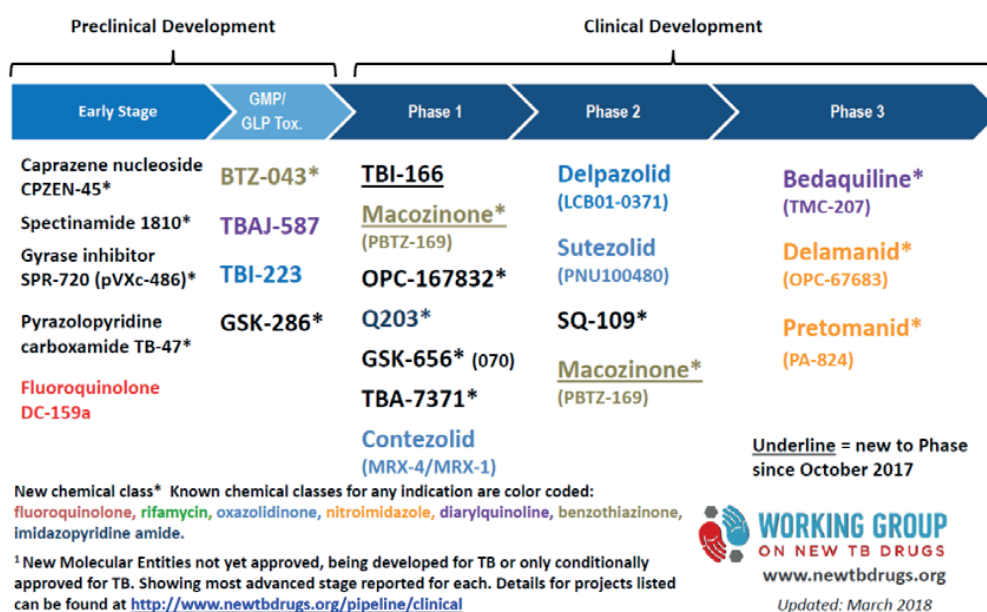 Preclinical Development
Clinical Development
Early Stage
GMP/
GLP Tox.
Phase 1
Phase 2
Phase 3
Caprazene nucleoside
CPZEN-45*
Spectinamide 1810*
Gyrase inhibitor
SPR-720 (pVXc-486)*
Pyrazolopyridine
carboxamide TB-47*
Fluoroquinolone
DC-159a
BTZ-043*
TBAJ-587
TBI-223
GSK-286*
TBI-166
Macozinone*
(PBTZ-169)
OPC-167832*
Q203*
GSK-656* (070)
TBA-7371*
Contezolid
(MRX-4/MRX-1)
Delpazolid
(LCB01-0371)
Sutezolid
(PNU100480)
SQ-109*
Macozinone*
(PBTZ-169)
Bedaquiline*
(TMC-207)
Delamanid*
(OPC-67683)
Pretomanid*
(PA-824)
Underline = new to Phase
since October 2017
New chemical class* Known chemical classes for any indication are color coded:
fluoroquinolone, rifamycin, oxazolidinone, nitroimidazole, diarylquinoline, benzothiazinone,
imidazopyridine amide.
1 New Molecular Entities not yet approved, being developed for TB or only conditionally
approved for TB. Showing most advanced stage reported for each. Details for projects listed
can be found at http://www.newtbdrugs.org/pipeline/clinical
WORKING GROUP
ON NEW TB DRUGS
www.newtbdrugs.org
Updated: March 2018